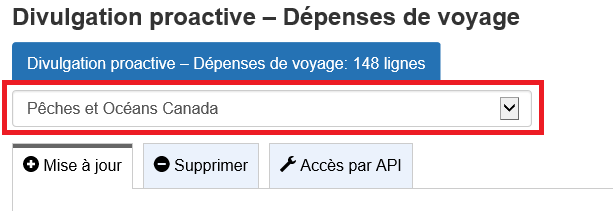 Divulgation proactive – Dépenses de voyage
Divulgation proactive – Dépenses de voyage: 148 lignes
Pêches et Océans Canada
Mise à jour Supprimer Accès par API